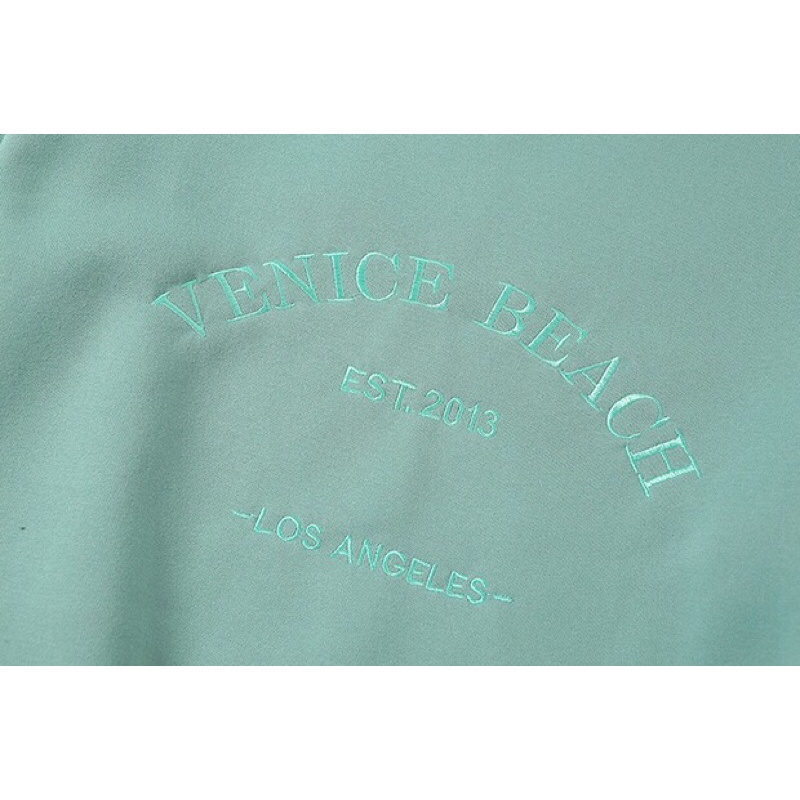 VENICE BEACH
EST. 2013
-LOS ANGELES-